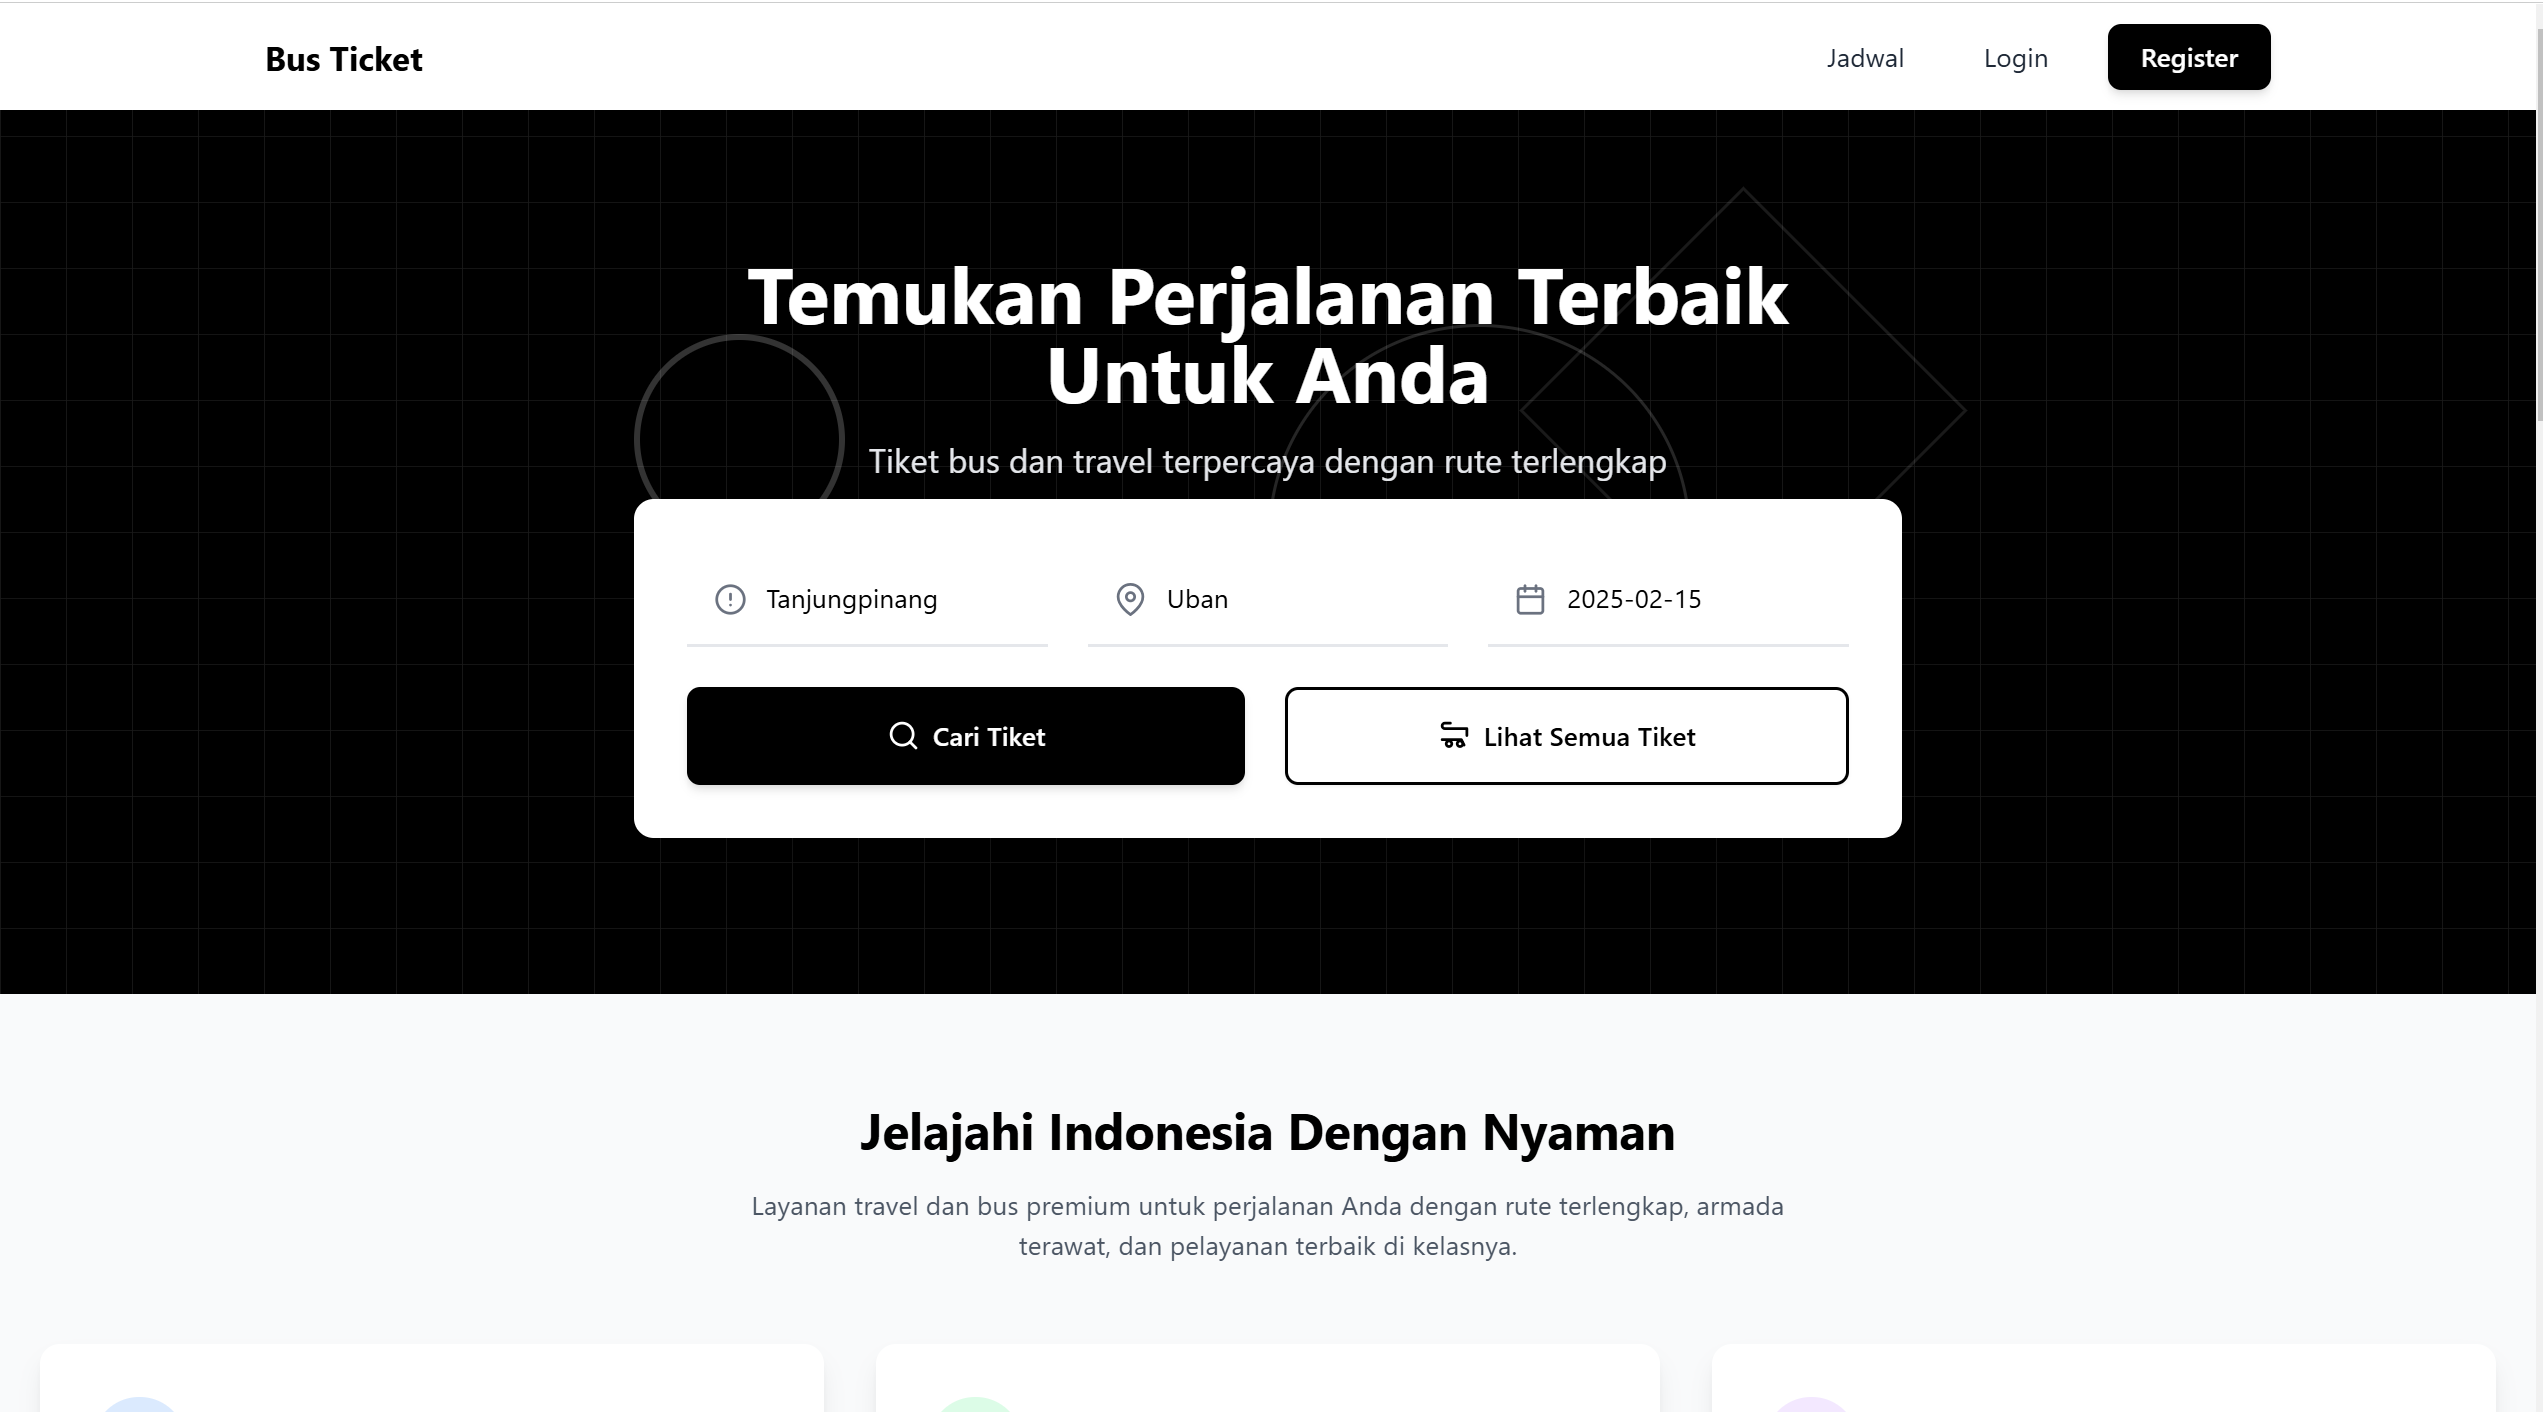 Bus Ticket
Jadwal
Login
Register
Temukan Perjalanan Terbaik
Untuk Anda
Tiket bus dan travel terpercaya dengan rute terlengkap
Tanjungpinang
Uban
2025-02-15
Cari Tiket
Lihat Semua Tiket
Jelajahi Indonesia Dengan Nyaman
Layanan travel dan bus premium untuk perjalanan Anda dengan rute terlengkap, armada
terawat, dan pelayanan terbaik di kelasnya.